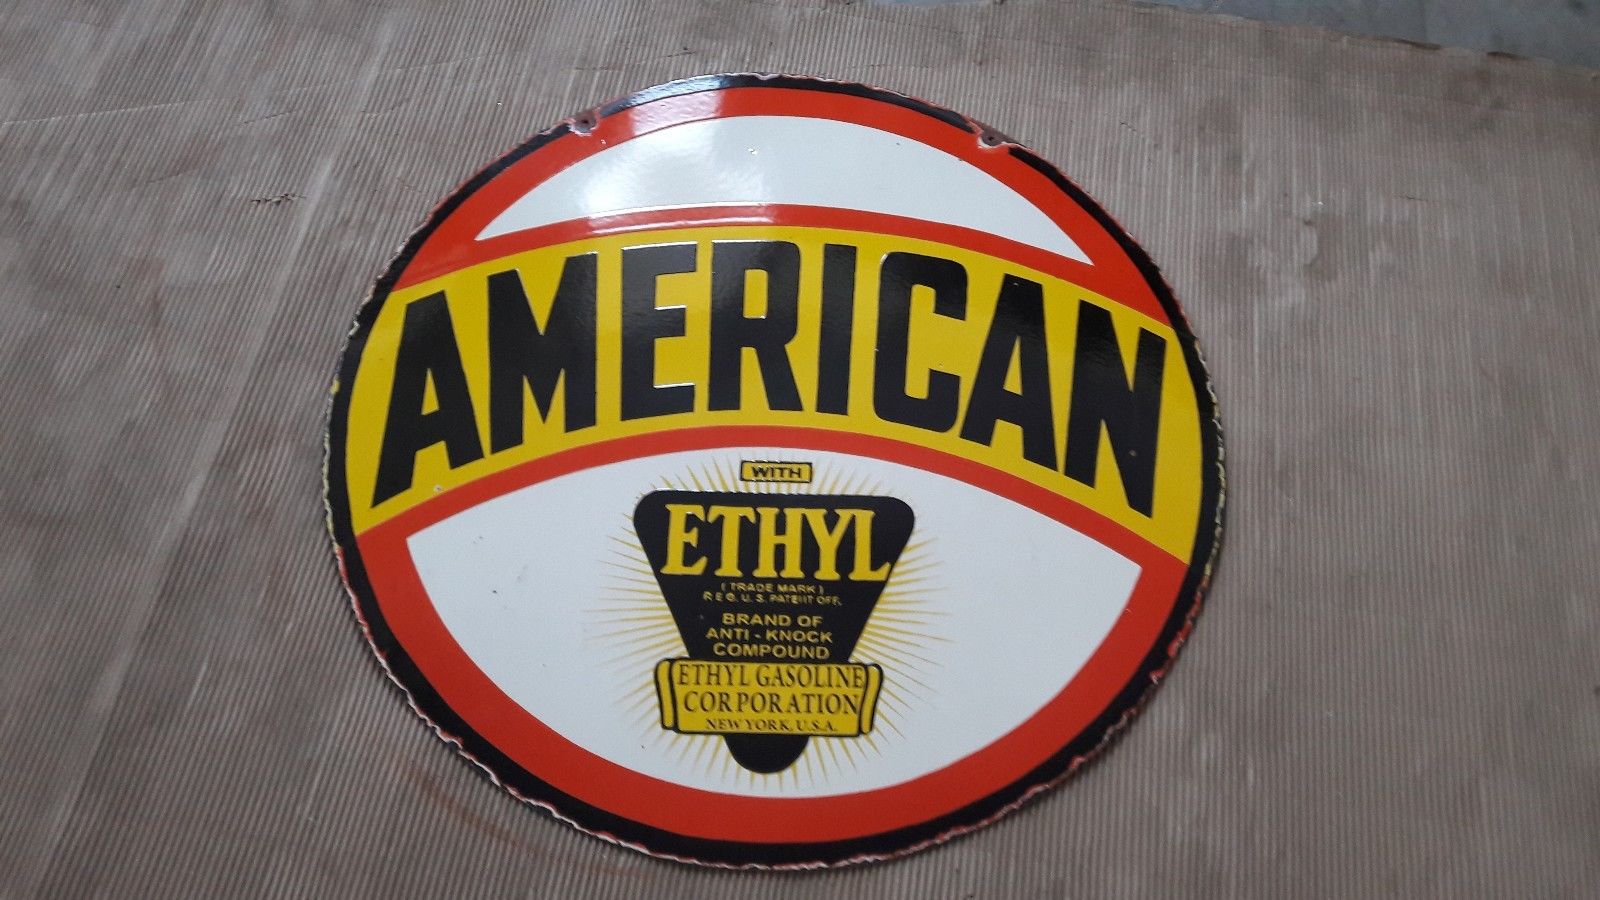 AMERICAN
WITH
ETHYL
( TRADE MARK )
REG. U. S. PATENT OFF.
BRAND OF
ANTI - KNOCK
COMPOUND
ETHYL GASOLINE
CORPORATION
NEW YORK, U.S.A.